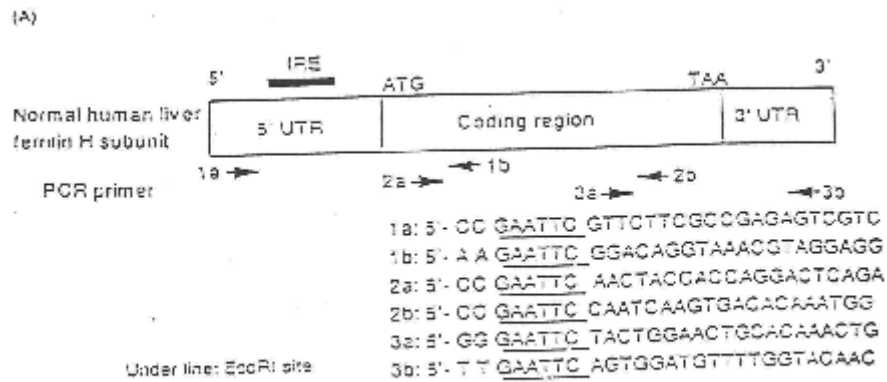 (A)
IRE
5' ATG TAA 3'
Normal human liver 5' UTR Coding region 3' UTR
ferritin H subunit
1a 1b 2a 2b 3a 3b
PCR primer
1a: 5'- CC GAATTC GTTCTTCGCCGAGAGTCGTC
1b: 5'- A A GAATTC GGACAGGTAAACGTAGGAGG
2a: 5'- CC GAATTC AACTACGACCAGGACTCAGA
2b: 5'- CC GAATTC CAATCAAGTGACACAAATGG
3a: 5'- GG GAATTC TACTGGAACTGCACAAACTG
Under line: EcoRI site 3b: 5'- T T GAATTC AGTGGATGTTTTGGTACAAC